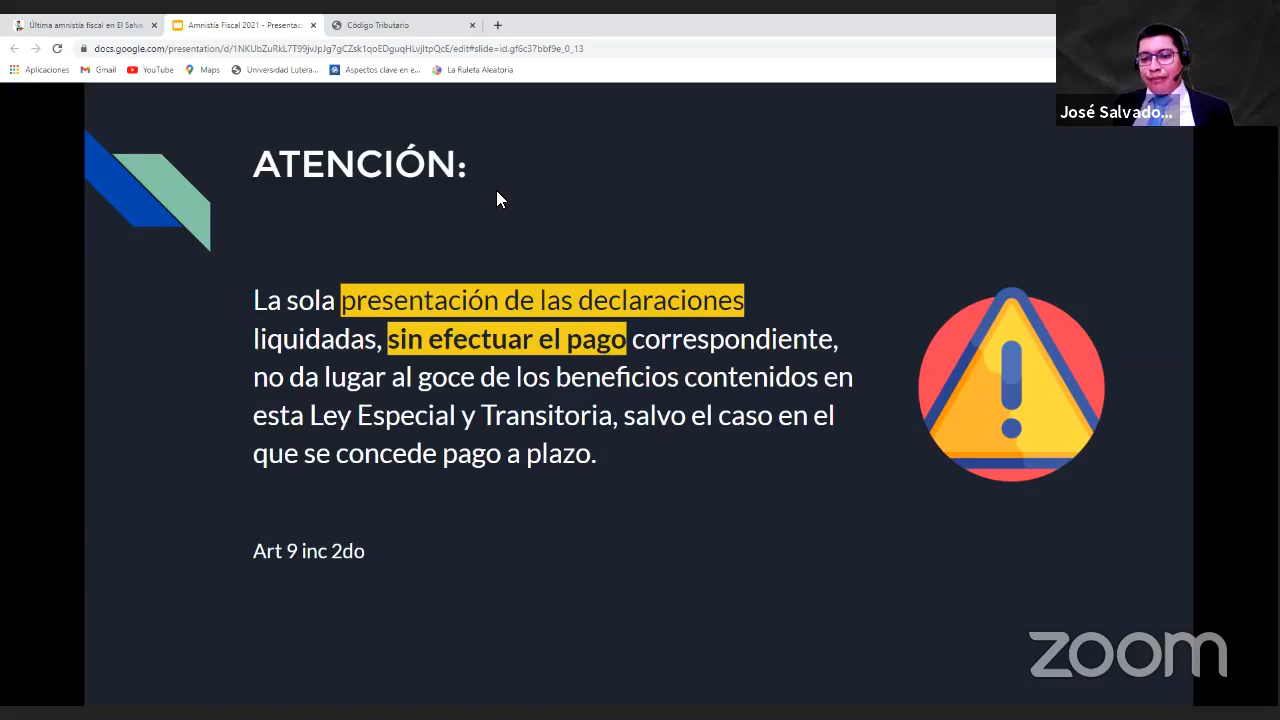 Última amnistía fiscal en El Salva
Amnistía Fiscal 2021 - Presentac
Código Tributario
docs.google.com/presentation/d/1NKUbZuRkL7T99jvJpJg7gCZsk1qoEDguqHLvjItpQcE/edit#slide=id.gf6c37bbf9e_0_13
Aplicaciones
Gmail
YouTube
Maps
Universidad Lutera...
Aspectos clave en e...
La Ruleta Aleatoria
José Salvado...
ATENCIÓN:
La sola presentación de las declaraciones
liquidadas, sin efectuar el pago correspondiente,
no da lugar al goce de los beneficios contenidos en
esta Ley Especial y Transitoria, salvo el caso en el
que se concede pago a plazo.
Art 9 inc 2do
zoom